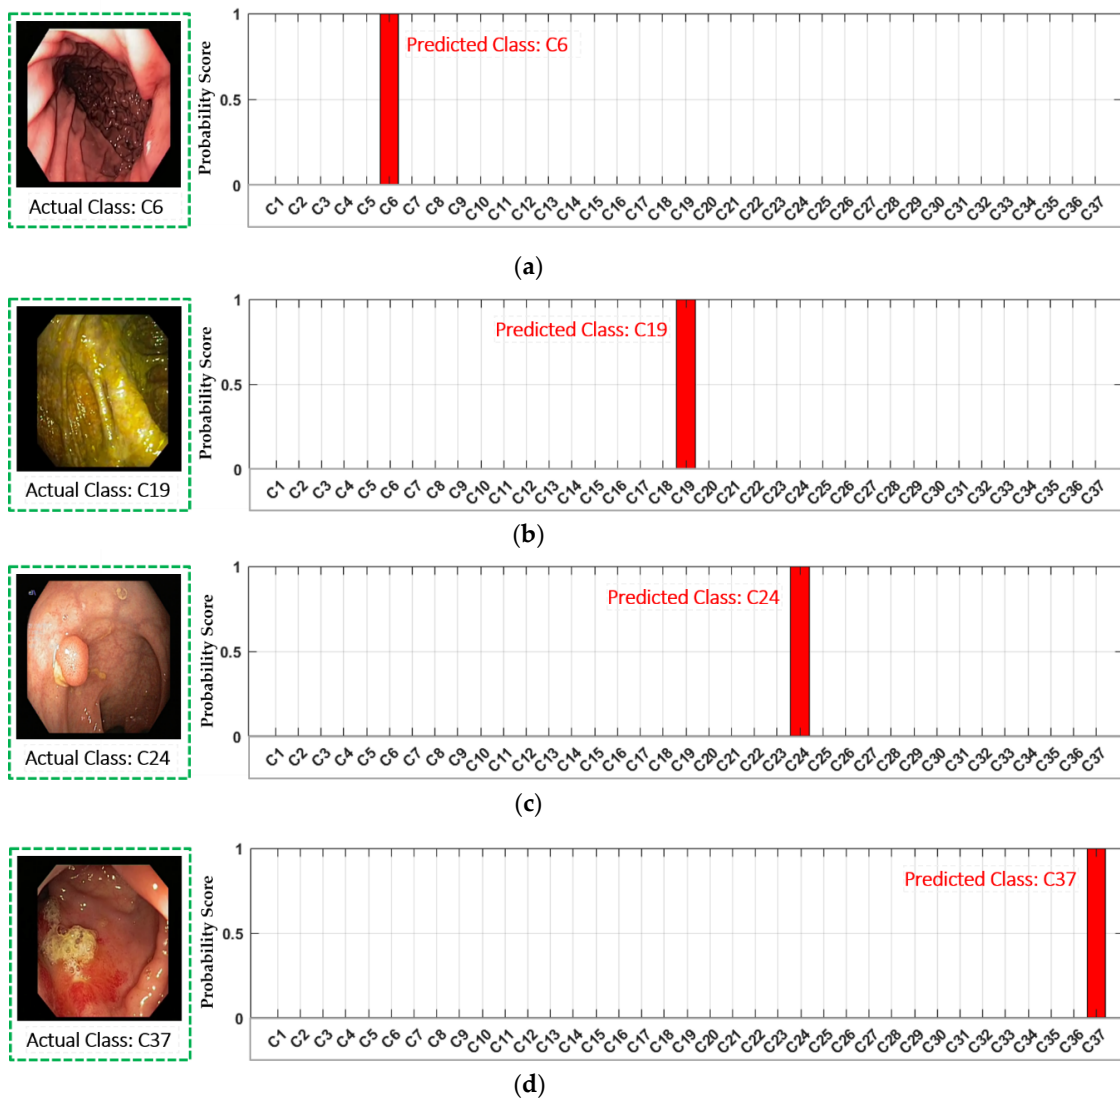 1
Probability Score
Predicted Class: C6
0.5
0
C1 C2 C3 C4 C5 C6 C7 C8 C9 C10 C11 C12 C13 C14 C15 C16 C17 C18 C19 C20 C21 C22 C23 C24 C25 C26 C27 C28 C29 C30 C31 C32 C33 C34 C35 C36 C37
Actual Class: C6
(a)
1
Probability Score
Predicted Class: C19
0.5
0
C1 C2 C3 C4 C5 C6 C7 C8 C9 C10 C11 C12 C13 C14 C15 C16 C17 C18 C19 C20 C21 C22 C23 C24 C25 C26 C27 C28 C29 C30 C31 C32 C33 C34 C35 C36 C37
Actual Class: C19
(b)
1
Probability Score
Predicted Class: C24
0.5
0
C1 C2 C3 C4 C5 C6 C7 C8 C9 C10 C11 C12 C13 C14 C15 C16 C17 C18 C19 C20 C21 C22 C23 C24 C25 C26 C27 C28 C29 C30 C31 C32 C33 C34 C35 C36 C37
Actual Class: C24
(c)
1
Probability Score
Predicted Class: C37
0.5
0
C1 C2 C3 C4 C5 C6 C7 C8 C9 C10 C11 C12 C13 C14 C15 C16 C17 C18 C19 C20 C21 C22 C23 C24 C25 C26 C27 C28 C29 C30 C31 C32 C33 C34 C35 C36 C37
Actual Class: C37
(d)